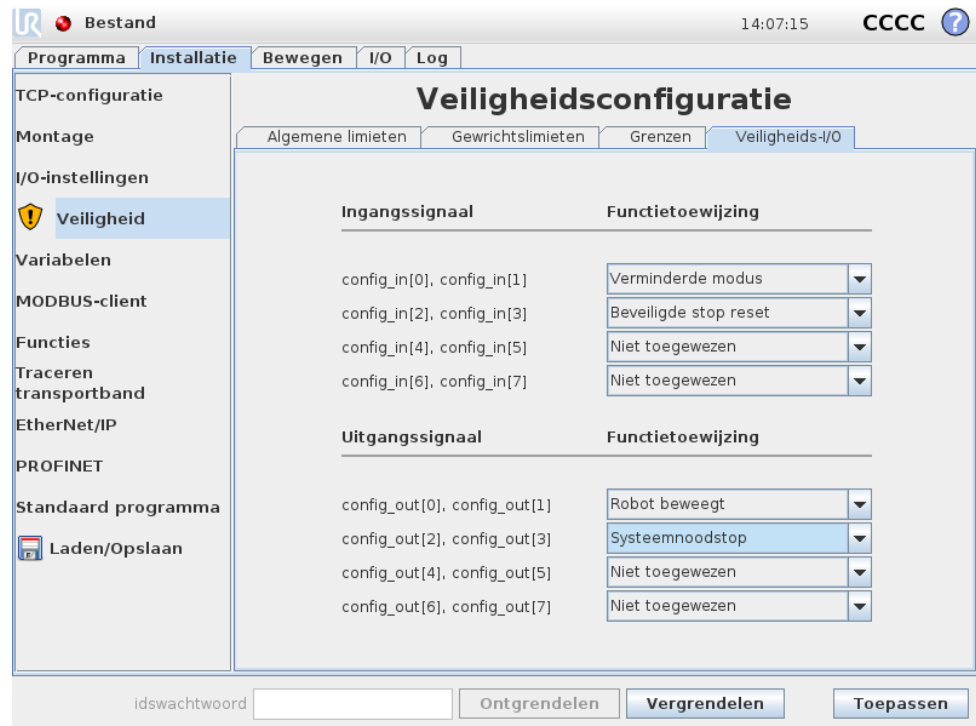 UR Bestand 14:07:15 CCCC ?
Programma Installatie Bewegen I/O Log
TCP-configuratie
Montage
I/O-instellingen
Veiligheid
Variabelen
MODBUS-client
Functies
Traceren
transportband
EtherNet/IP
PROFINET
Standaard programma
Laden/Opslaan
Veiligheidsconfiguratie
Algemene limieten Gewrichtslimieten Grenzen Veiligheids-I/O
Ingangssignaal Functietoewijzing
config_in[0], config_in[1] Verminderde modus
config_in[2], config_in[3] Beveiligde stop reset
config_in[4], config_in[5] Niet toegewezen
config_in[6], config_in[7] Niet toegewezen
Uitgangssignaal Functietoewijzing
config_out[0], config_out[1] Robot beweegt
config_out[2], config_out[3] Systeemnoodstop
config_out[4], config_out[5] Niet toegewezen
config_out[6], config_out[7] Niet toegewezen
idswachtwoord Ontgrendelen Vergrendelen Toepassen